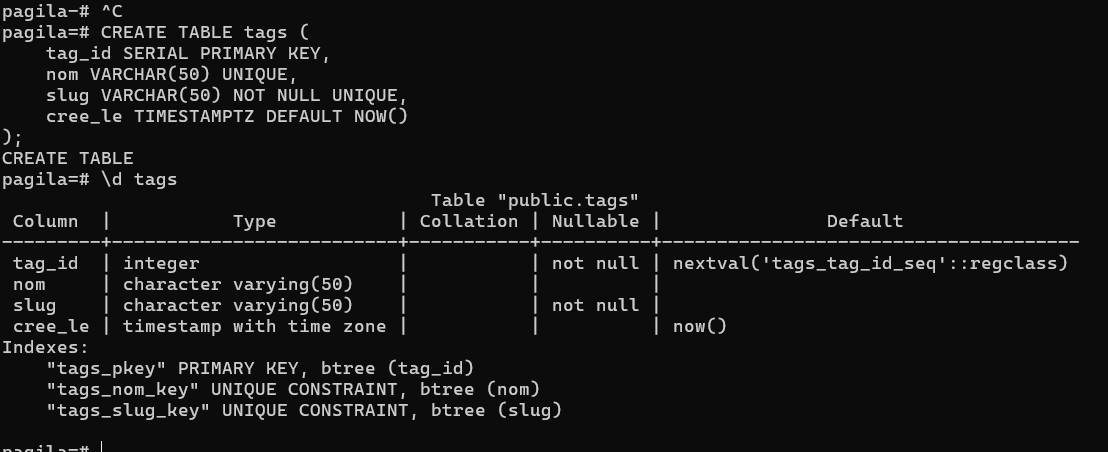 pagila-# ^C
pagila=# CREATE TABLE tags (
    tag_id SERIAL PRIMARY KEY,
    nom VARCHAR(50) UNIQUE,
    slug VARCHAR(50) NOT NULL UNIQUE,
    cree_le TIMESTAMPTZ DEFAULT NOW()
);
CREATE TABLE
pagila=# \d tags
                                       Table "public.tags"
 Column  |           Type           | Collation | Nullable |               Default
---------+--------------------------+-----------+----------+--------------------------------------
 tag_id  | integer                  |           | not null | nextval('tags_tag_id_seq'::regclass)
 nom     | character varying(50)    |           |          |
 slug    | character varying(50)    |           | not null |
 cree_le | timestamp with time zone |           |          | now()
Indexes:
    "tags_pkey" PRIMARY KEY, btree (tag_id)
    "tags_nom_key" UNIQUE CONSTRAINT, btree (nom)
    "tags_slug_key" UNIQUE CONSTRAINT, btree (slug)

pagila=#